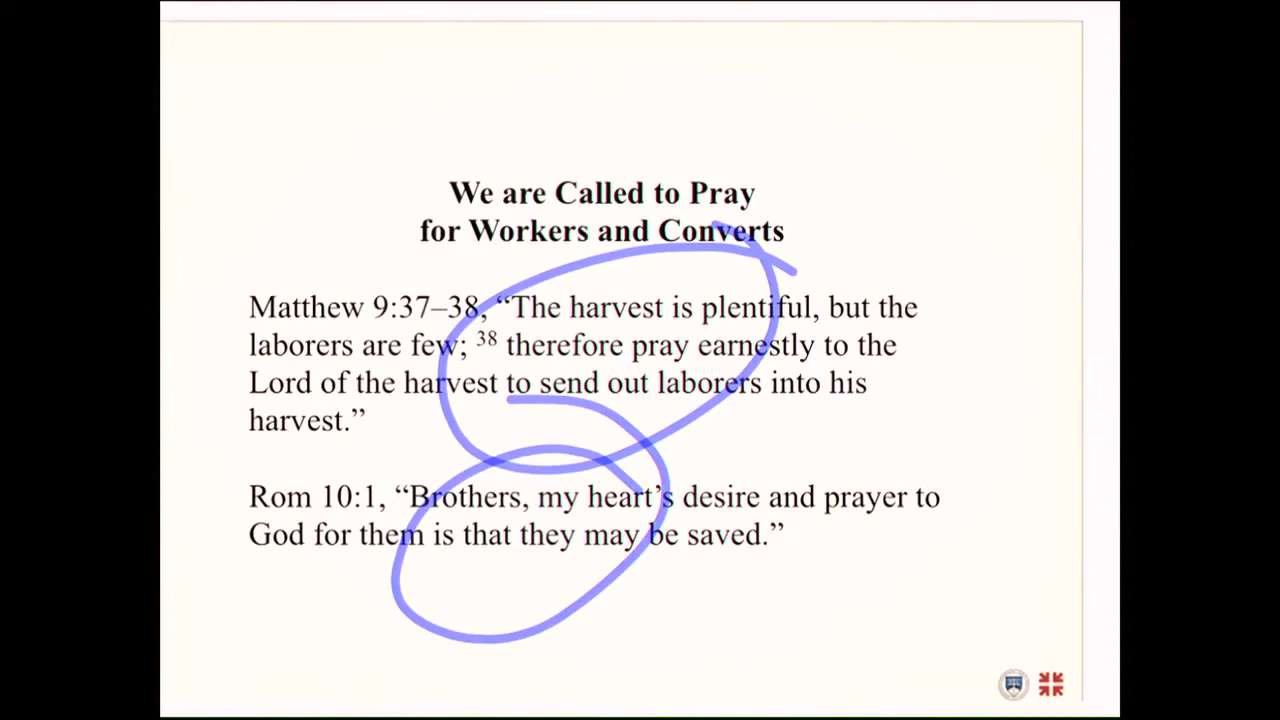 We are Called to Pray
for Workers and Converts
Matthew 9:37–38, “The harvest is plentiful, but the
laborers are few; ³⁸ therefore pray earnestly to the
Lord of the harvest to send out laborers into his
harvest.”
Rom 10:1, “Brothers, my heart’s desire and prayer to
God for them is that they may be saved.”